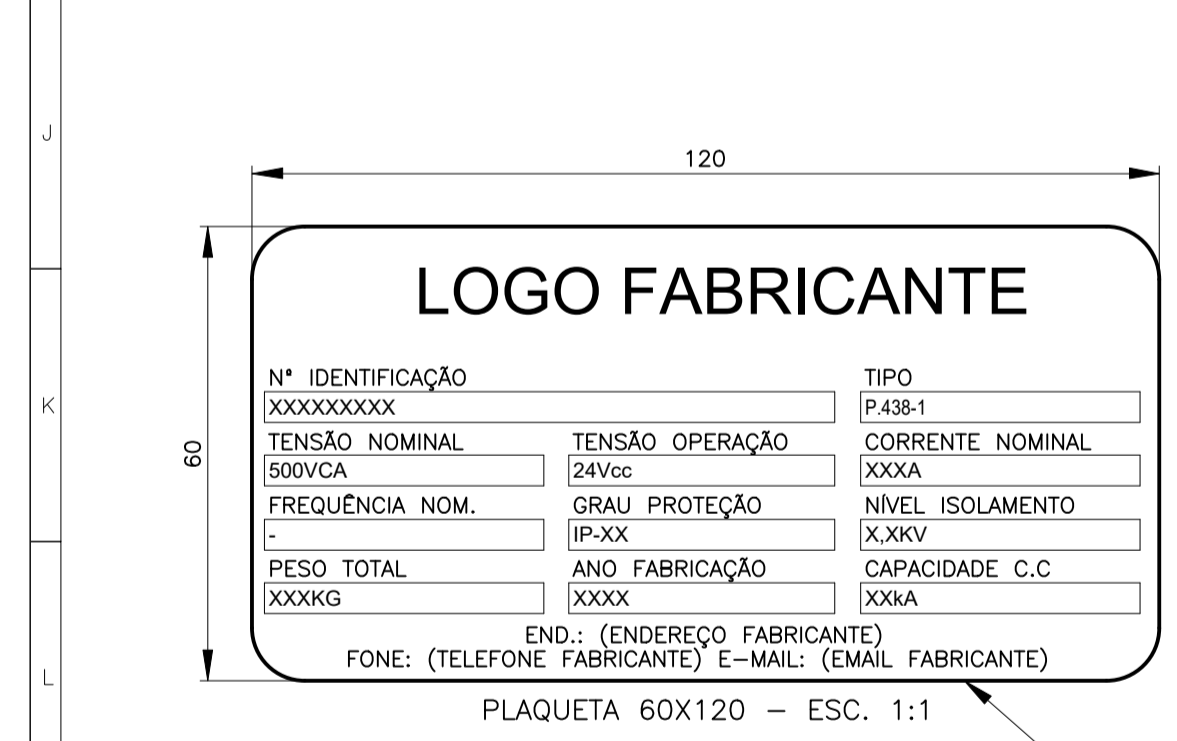 J
120
LOGO FABRICANTE
Nº IDENTIFICAÇÃO TIPO
XXXXXXXXX P.438-1
K
TENSÃO NOMINAL TENSÃO OPERAÇÃO CORRENTE NOMINAL
60
500VCA 24Vcc XXXA
FREQUÊNCIA NOM. GRAU PROTEÇÃO NÍVEL ISOLAMENTO
- IP-XX X,XKV
PESO TOTAL ANO FABRICAÇÃO CAPACIDADE C.C
XXXKG XXXX XXkA
END.: (ENDEREÇO FABRICANTE)
FONE: (TELEFONE FABRICANTE) E-MAIL: (EMAIL FABRICANTE)
L
PLAQUETA 60X120 - ESC. 1:1